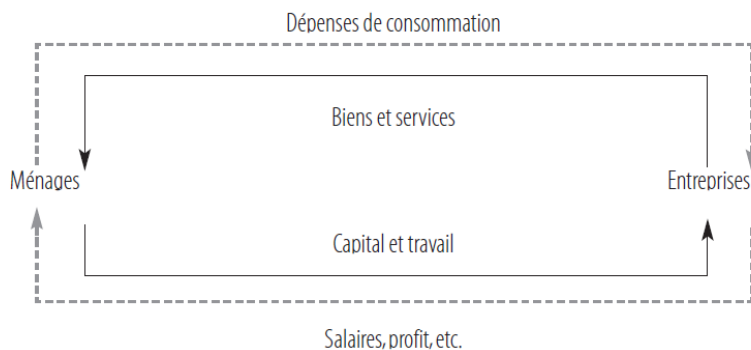 Dépenses de consommation
Biens et services
Ménages
Entreprises
Capital et travail
Salaires, profit, etc.